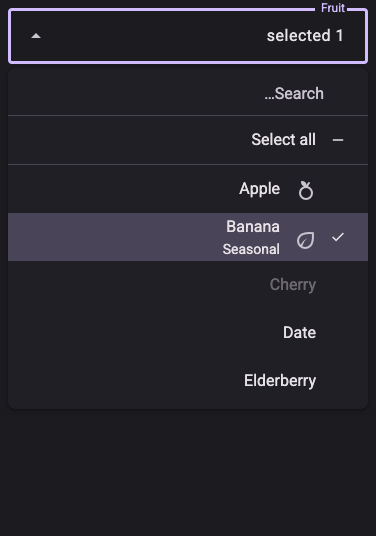 Fruit
selected 1
...Search
Select all
Apple
Banana
Seasonal
Cherry
Date
Elderberry